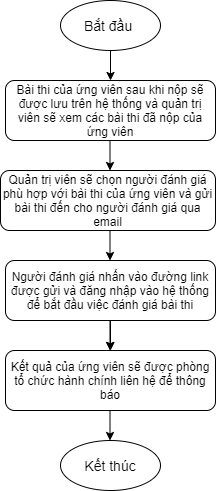 Bắt đầu
Bài thi của ứng viên sau khi nộp sẽ
được lưu trên hệ thống và quản trị
viên sẽ xem các bài thi đã nộp của
ứng viên
Quản trị viên sẽ chọn người đánh giá
phù hợp với bài thi của ứng viên và gửi
bài thi đến cho người đánh giá qua
email
Người đánh giá nhấn vào đường link
được gửi và đăng nhập vào hệ thống
để bắt đầu việc đánh giá bài thi
Kết quả của ứng viên sẽ được phòng
tổ chức hành chính liên hệ để thông
báo
Kết thúc